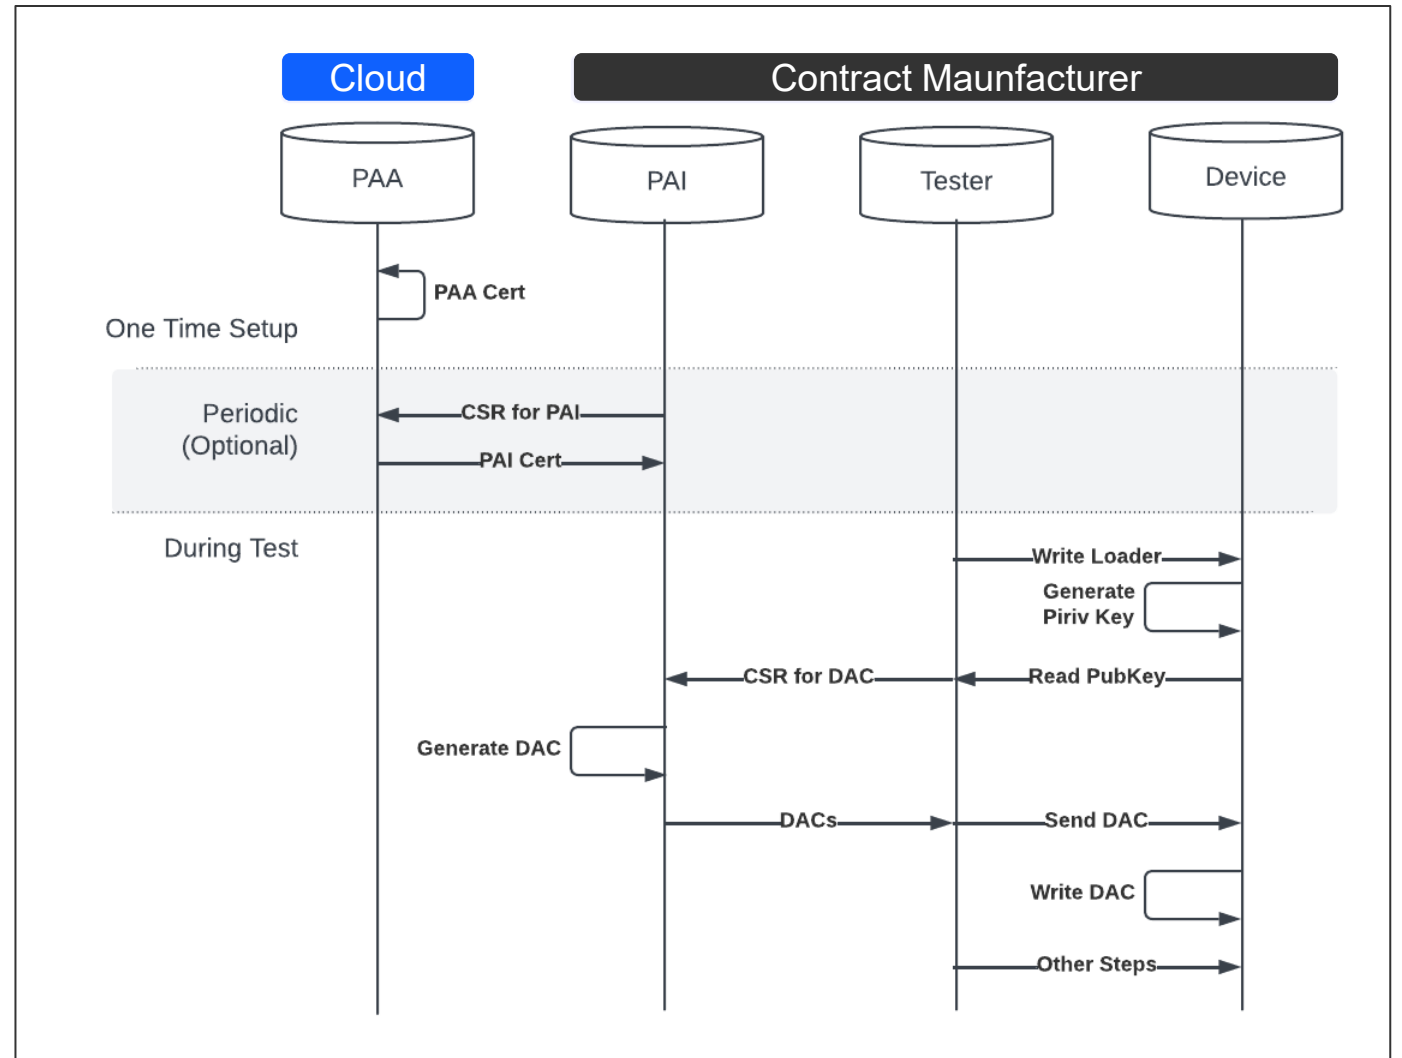 Cloud
Contract Maunfacturer
PAA
PAI
Tester
Device
PAA Cert
One Time Setup
Periodic
(Optional)
CSR for PAI
PAI Cert
During Test
Write Loader
Generate
Piriv Key
CSR for DAC
Read PubKey
Generate DAC
DACs
Send DAC
Write DAC
Other Steps